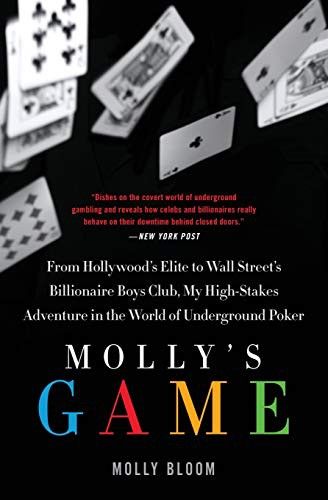 "Dishes on the covert world of underground
gambling and reveals how celebs and billionaires really
behave on their downtime behind closed doors."
—NEW YORK POST
From Hollywood's Elite to Wall Street's
Billionaire Boys Club, My High-Stakes
Adventure in the World of Underground Poker
MOLLY'S
GAME
MOLLY BLOOM